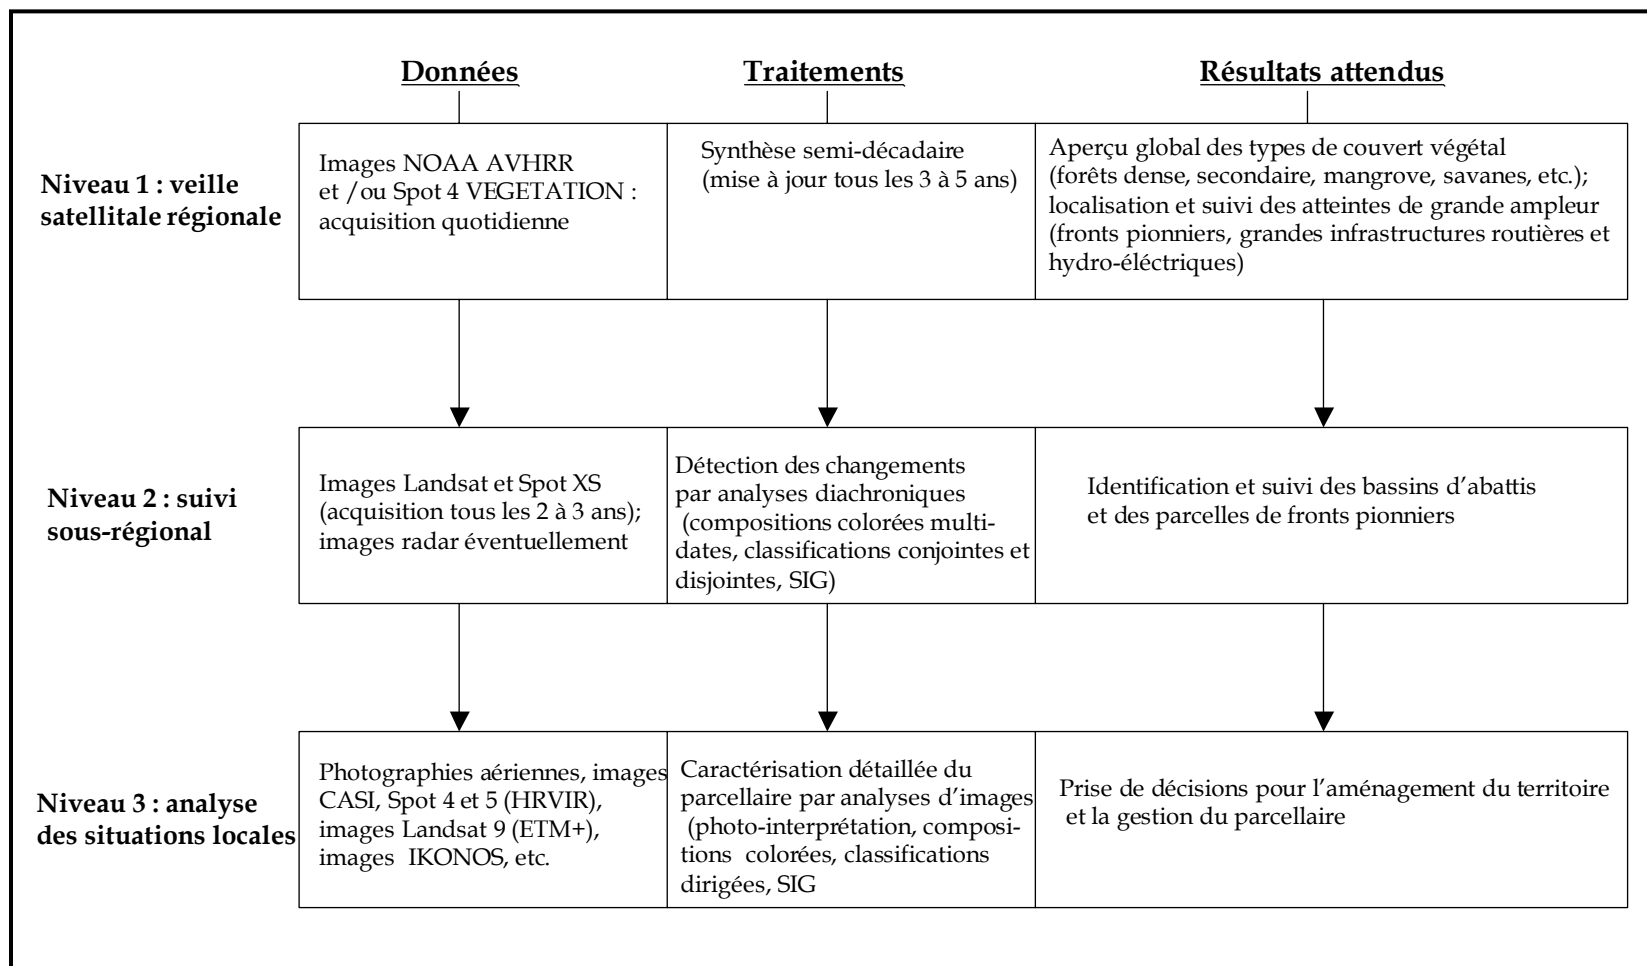 Données
Traitements
Résultats attendus
Niveau 1 : veille
satellitale régionale
Images NOAA AVHRR
et /ou Spot 4 VEGETATION :
acquisition quotidienne
Synthèse semi-décadaire
(mise à jour tous les 3 à 5 ans)
Aperçu global des types de couvert végétal
(forêts dense, secondaire, mangrove, savanes, etc.);
localisation et suivi des atteintes de grande ampleur
(fronts pionniers, grandes infrastructures routières et
hydro-éléctriques)
Niveau 2 : suivi
sous-régional
Images Landsat et Spot XS
(acquisition tous les 2 à 3 ans);
images radar éventuellement
Détection des changements
par analyses diachroniques
(compositions colorées multi-
dates, classifications conjointes et
disjointes, SIG)
Identification et suivi des bassins d'abattis
et des parcelles de fronts pionniers
Niveau 3 : analyse
des situations locales
Photographies aériennes, images
CASI, Spot 4 et 5 (HRVIR),
images Landsat 9 (ETM+),
images IKONOS, etc.
Caractérisation détaillée du
parcellaire par analyses d'images
(photo-interprétation, composi-
tions colorées, classifications
dirigées, SIG
Prise de décisions pour l'aménagement du territoire
et la gestion du parcellaire